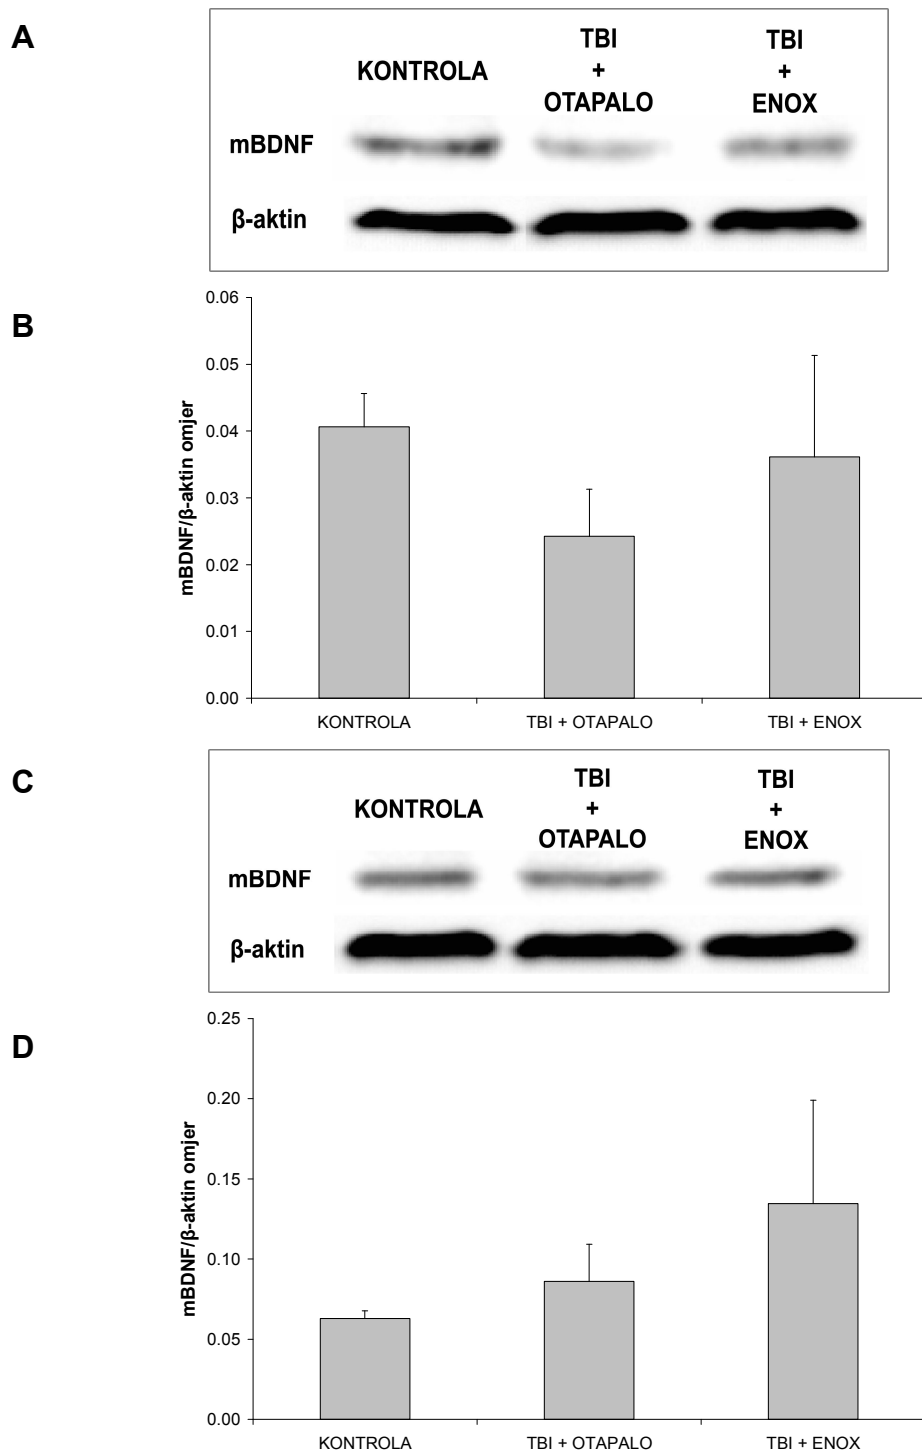 A
KONTROLA
TBI
+
OTAPALO
TBI
+
ENOX
mBDNF
β-aktin
B
mBDNF/β-aktin omjer
0.06
0.05
0.04
0.03
0.02
0.01
0.00
KONTROLA TBI + OTAPALO TBI + ENOX
C
KONTROLA
TBI
+
OTAPALO
TBI
+
ENOX
mBDNF
β-aktin
D
mBDNF/β-aktin omjer
0.25
0.20
0.15
0.10
0.05
0.00
KONTROLA TBI + OTAPALO TBI + ENOX